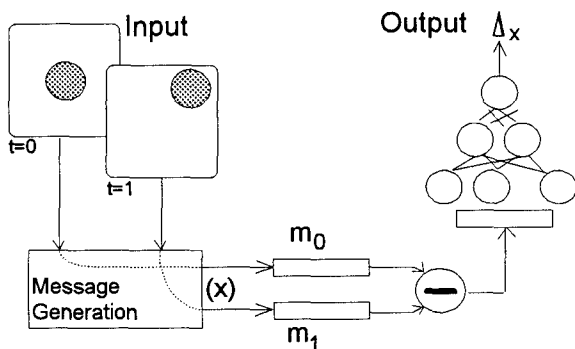 Input
Output
Δx
t=0
t=1
m0
(x)
Message
Generation
m1